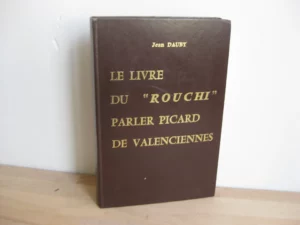 Jean DAUBY
LE LIVRE
DU "ROUCHI"
PARLER PICARD
DE VALENCIENNES